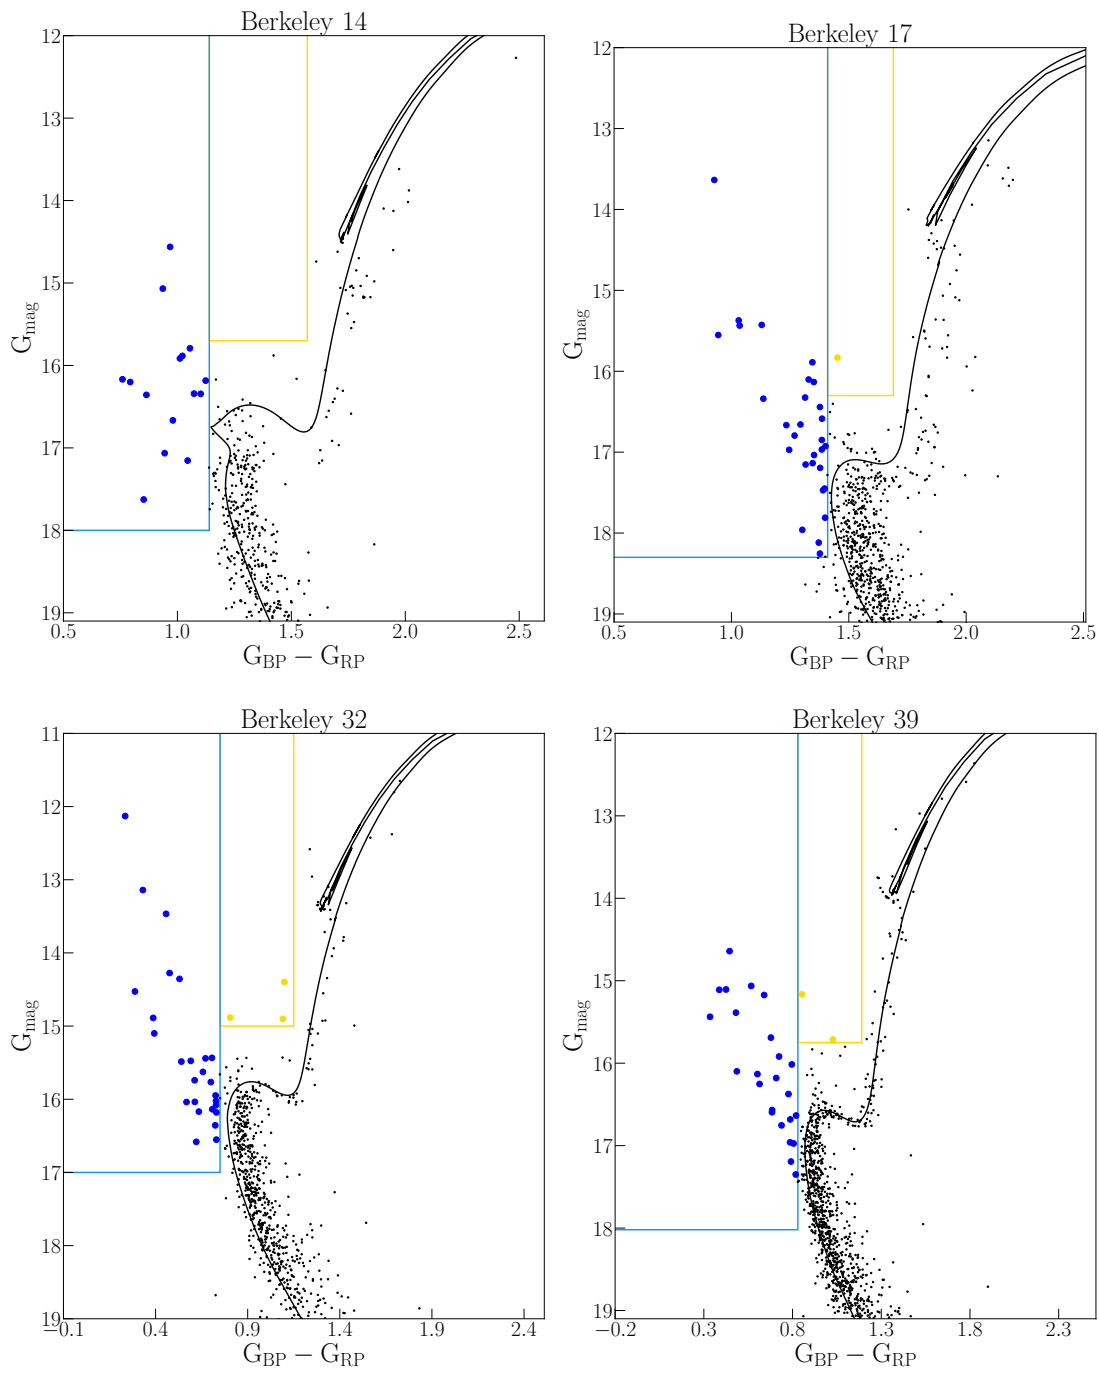 Berkeley 14
12
13
14
15
16
17
18
19
G_mag
0.5 1.0 1.5 2.0 2.5
G_BP − G_RP
Berkeley 17
12
13
14
15
16
17
18
19
G_mag
0.5 1.0 1.5 2.0 2.5
G_BP − G_RP
Berkeley 32
11
12
13
14
15
16
17
18
19
G_mag
−0.1 0.4 0.9 1.4 1.9 2.4
G_BP − G_RP
Berkeley 39
12
13
14
15
16
17
18
19
G_mag
−0.2 0.3 0.8 1.3 1.8 2.3
G_BP − G_RP